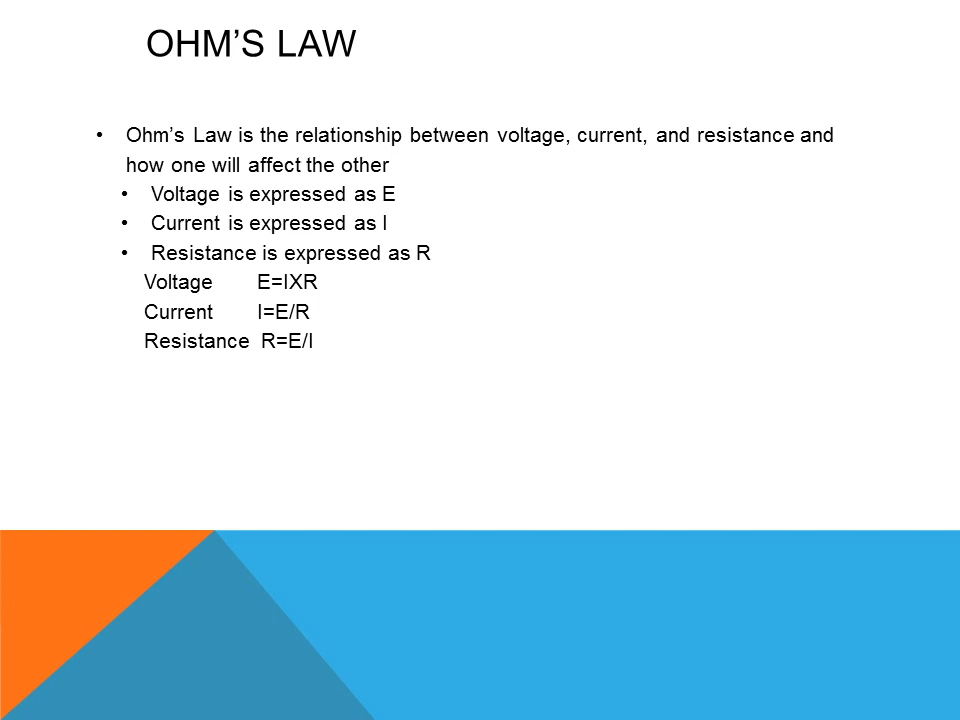 OHM’S LAW
• Ohm’s Law is the relationship between voltage, current, and resistance and
how one will affect the other
• Voltage is expressed as E
• Current is expressed as I
• Resistance is expressed as R
Voltage E=IXR
Current I=E/R
Resistance R=E/I